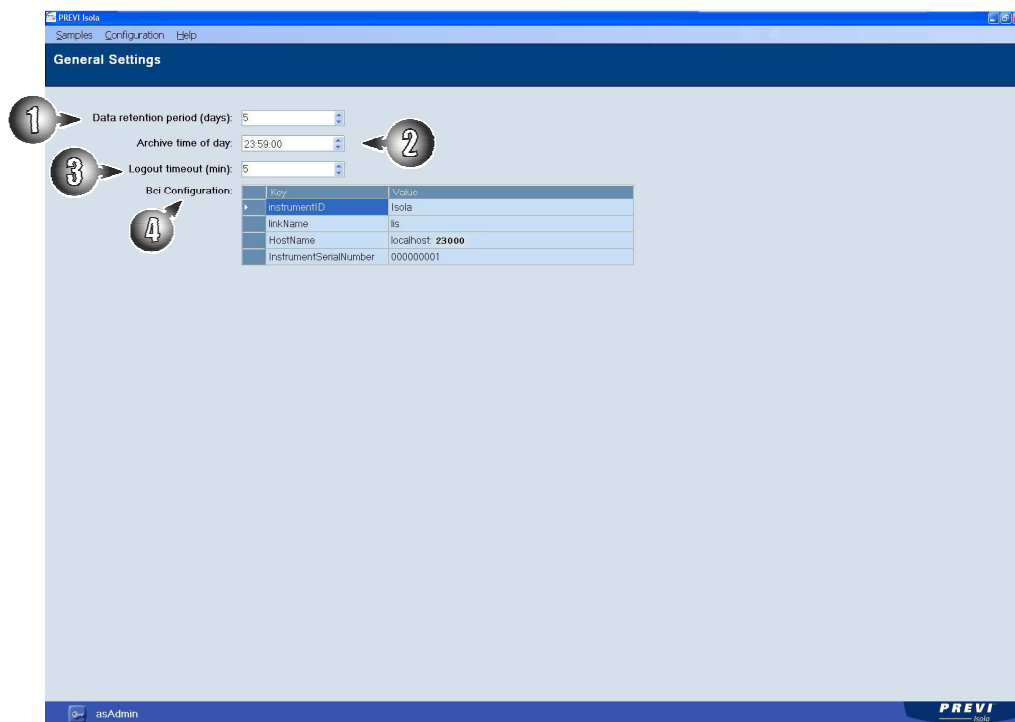 PREVI Isola
Samples Configuration Help
General Settings
1 Data retention period (days): 5
Archive time of day: 23:59:00 2
3 Logout timeout (min): 5
Bci Configuration: Key Value
4 instrumentID Isola
linkName lis
HostName localhost: 23000
InstrumentSerialNumber 000000001
asAdmin
PREVI
Isola